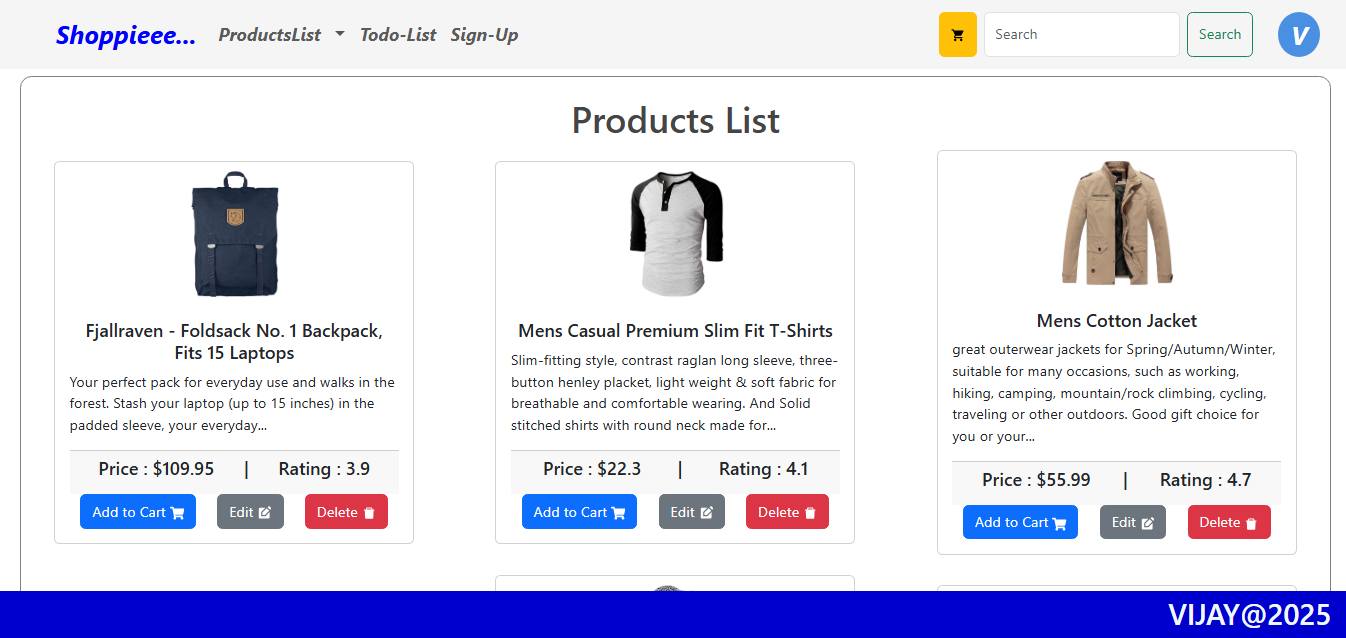 Shoppieee...
ProductsList
Todo-List
Sign-Up
Search
Search
V
Products List
Fjallraven - Foldsack No. 1 Backpack,
Fits 15 Laptops
Your perfect pack for everyday use and walks in the
forest. Stash your laptop (up to 15 inches) in the
padded sleeve, your everyday...
Price : $109.95 | Rating : 3.9
Add to Cart
Edit
Delete
Mens Casual Premium Slim Fit T-Shirts
Slim-fitting style, contrast raglan long sleeve, three-
button henley placket, light weight & soft fabric for
breathable and comfortable wearing. And Solid
stitched shirts with round neck made for...
Price : $22.3 | Rating : 4.1
Add to Cart
Edit
Delete
Mens Cotton Jacket
great outerwear jackets for Spring/Autumn/Winter,
suitable for many occasions, such as working,
hiking, camping, mountain/rock climbing, cycling,
traveling or other outdoors. Good gift choice for
you or your...
Price : $55.99 | Rating : 4.7
Add to Cart
Edit
Delete
VIJAY@2025